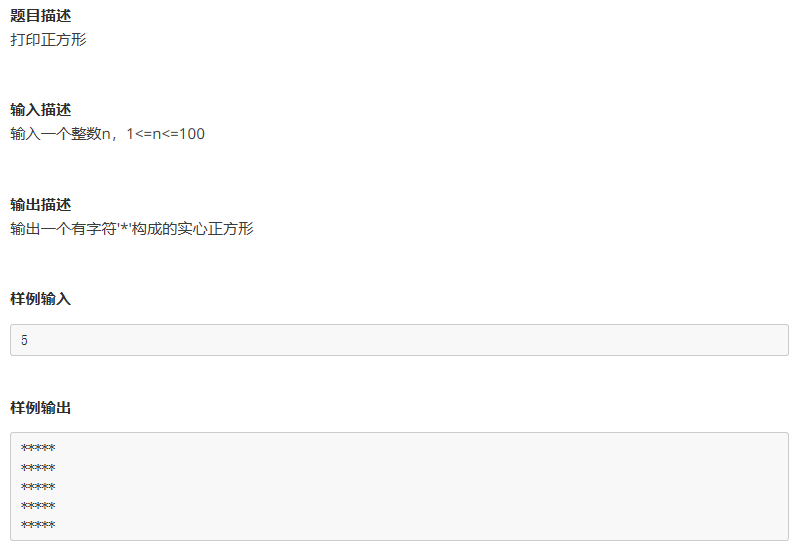 题目描述
打印正方形
输入描述
输入一个整数n，1<=n<=100
输出描述
输出一个有字符'*'构成的实心正方形
样例输入
5
样例输出
*****
*****
*****
*****
*****